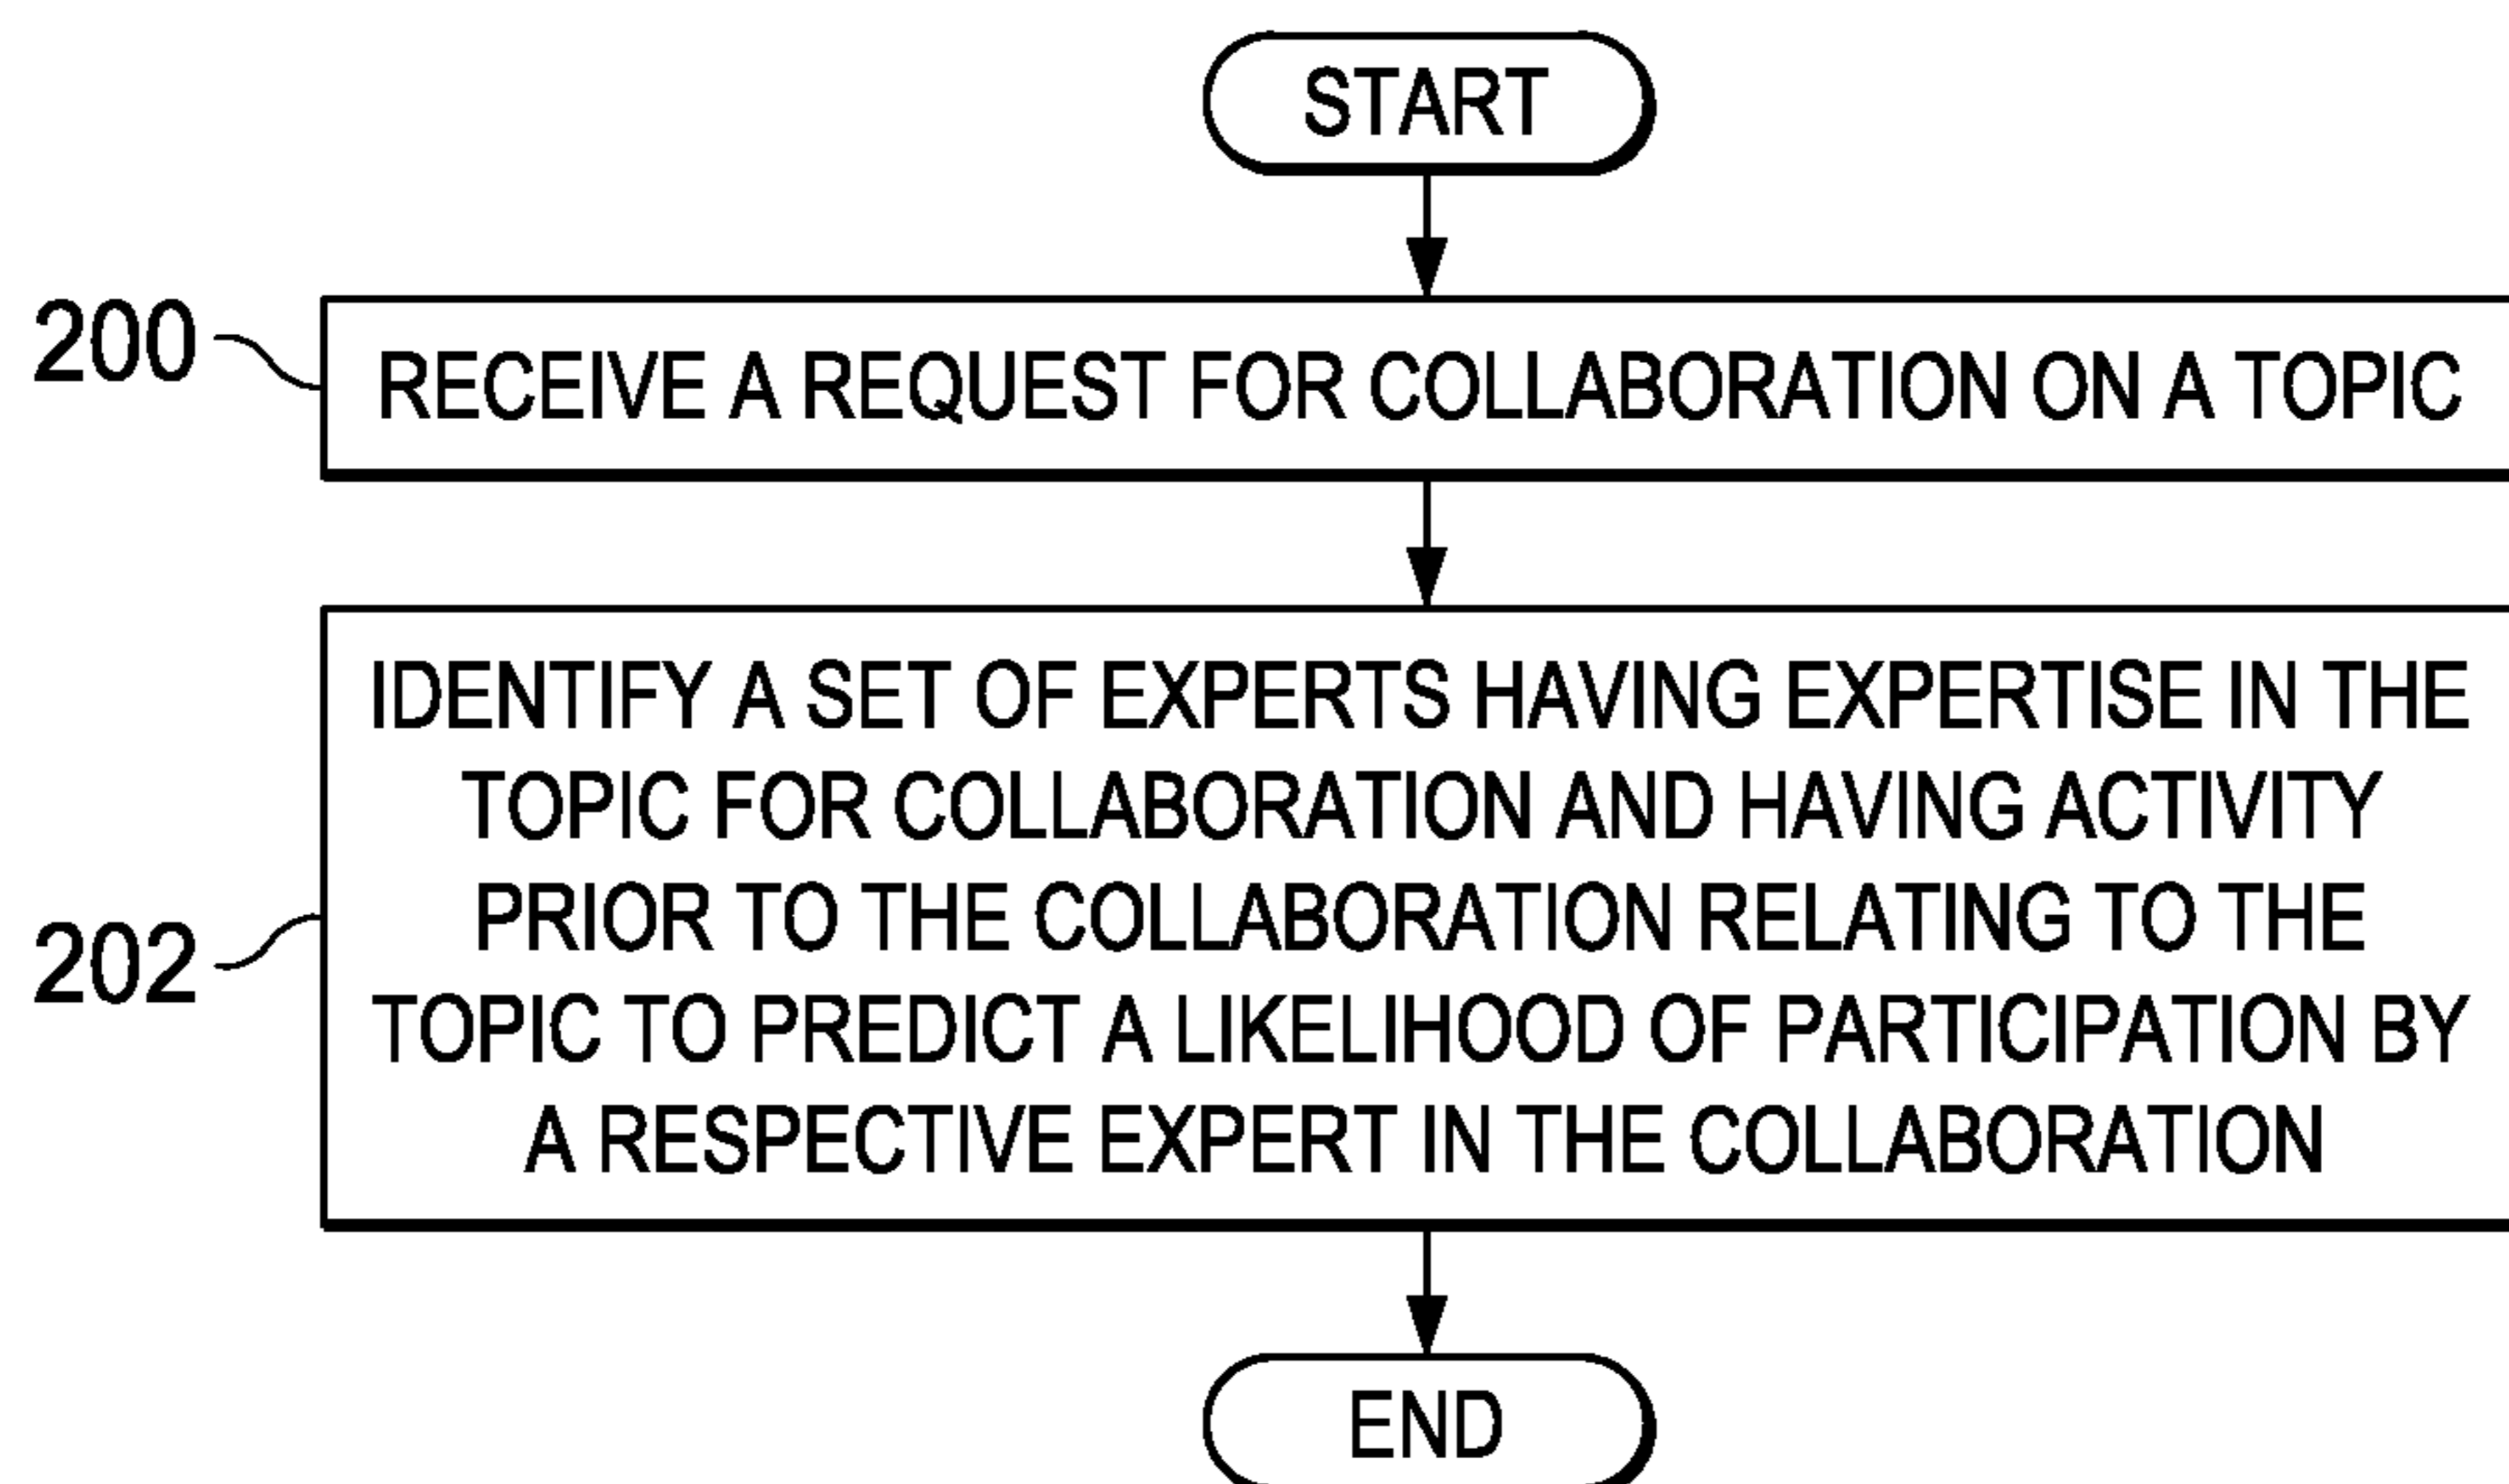 START
200
RECEIVE A REQUEST FOR COLLABORATION ON A TOPIC
202
IDENTIFY A SET OF EXPERTS HAVING EXPERTISE IN THE
TOPIC FOR COLLABORATION AND HAVING ACTIVITY
PRIOR TO THE COLLABORATION RELATING TO THE
TOPIC TO PREDICT A LIKELIHOOD OF PARTICIPATION BY
A RESPECTIVE EXPERT IN THE COLLABORATION
END